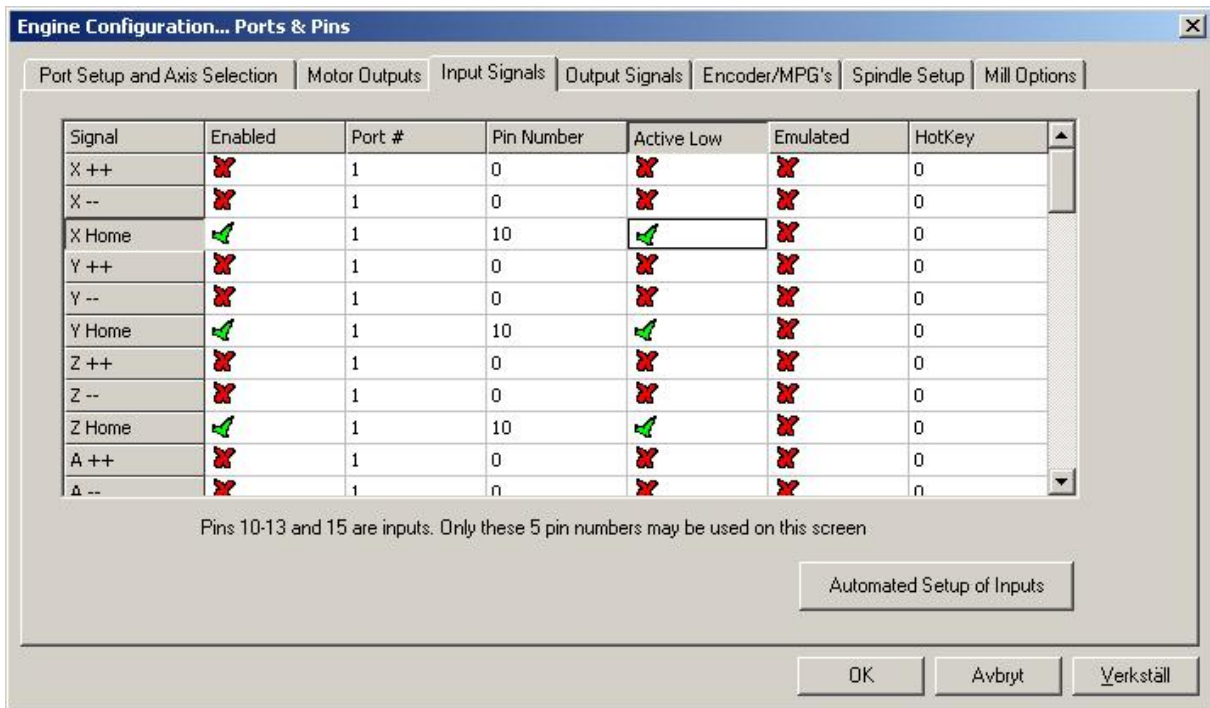 Engine Configuration... Ports & Pins
Port Setup and Axis Selection Motor Outputs Input Signals Output Signals Encoder/MPG's Spindle Setup Mill Options
Signal Enabled Port # Pin Number Active Low Emulated HotKey
X ++ 1 0 0
X -- 1 0 0
X Home 1 10 0
Y ++ 1 0 0
Y -- 1 0 0
Y Home 1 10 0
Z ++ 1 0 0
Z -- 1 0 0
Z Home 1 10 0
A ++ 1 0 0
A -- 1 0 0
Pins 10-13 and 15 are inputs. Only these 5 pin numbers may be used on this screen
Automated Setup of Inputs
OK Avbryt Verkställ